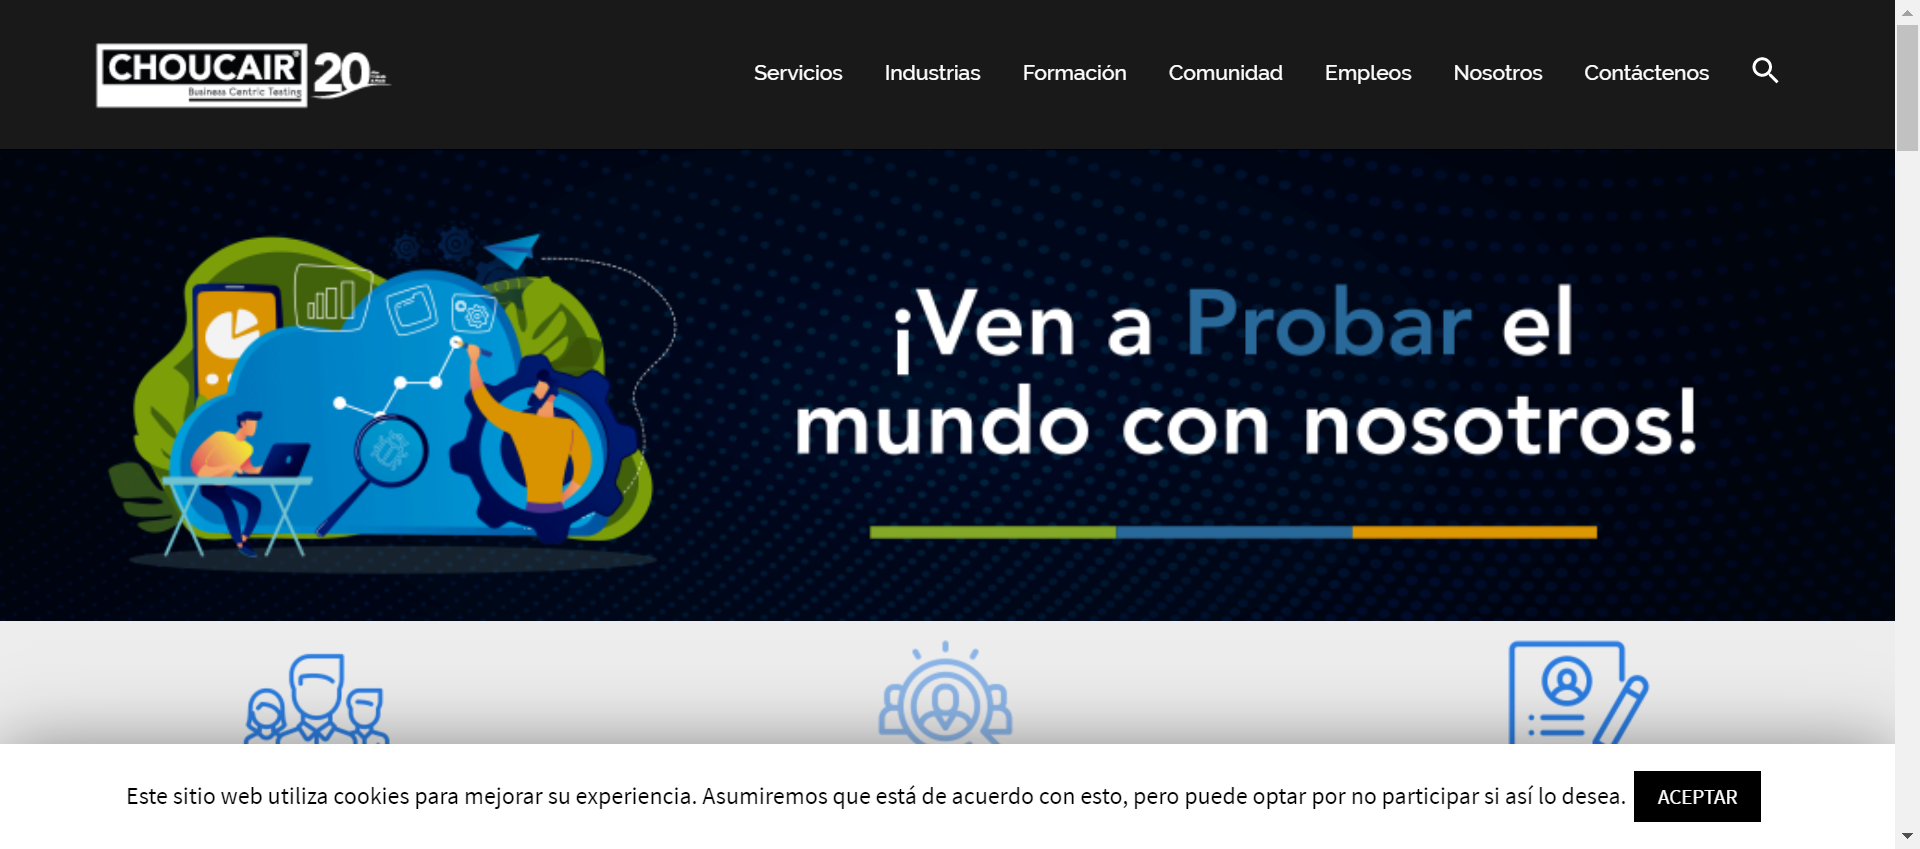 CHOUCAIR
Business Centric Testing
20
Servicios Industrias Formación Comunidad Empleos Nosotros Contáctenos
¡Ven a Probar el
mundo con nosotros!
Este sitio web utiliza cookies para mejorar su experiencia. Asumiremos que está de acuerdo con esto, pero puede optar por no participar si así lo desea. ACEPTAR